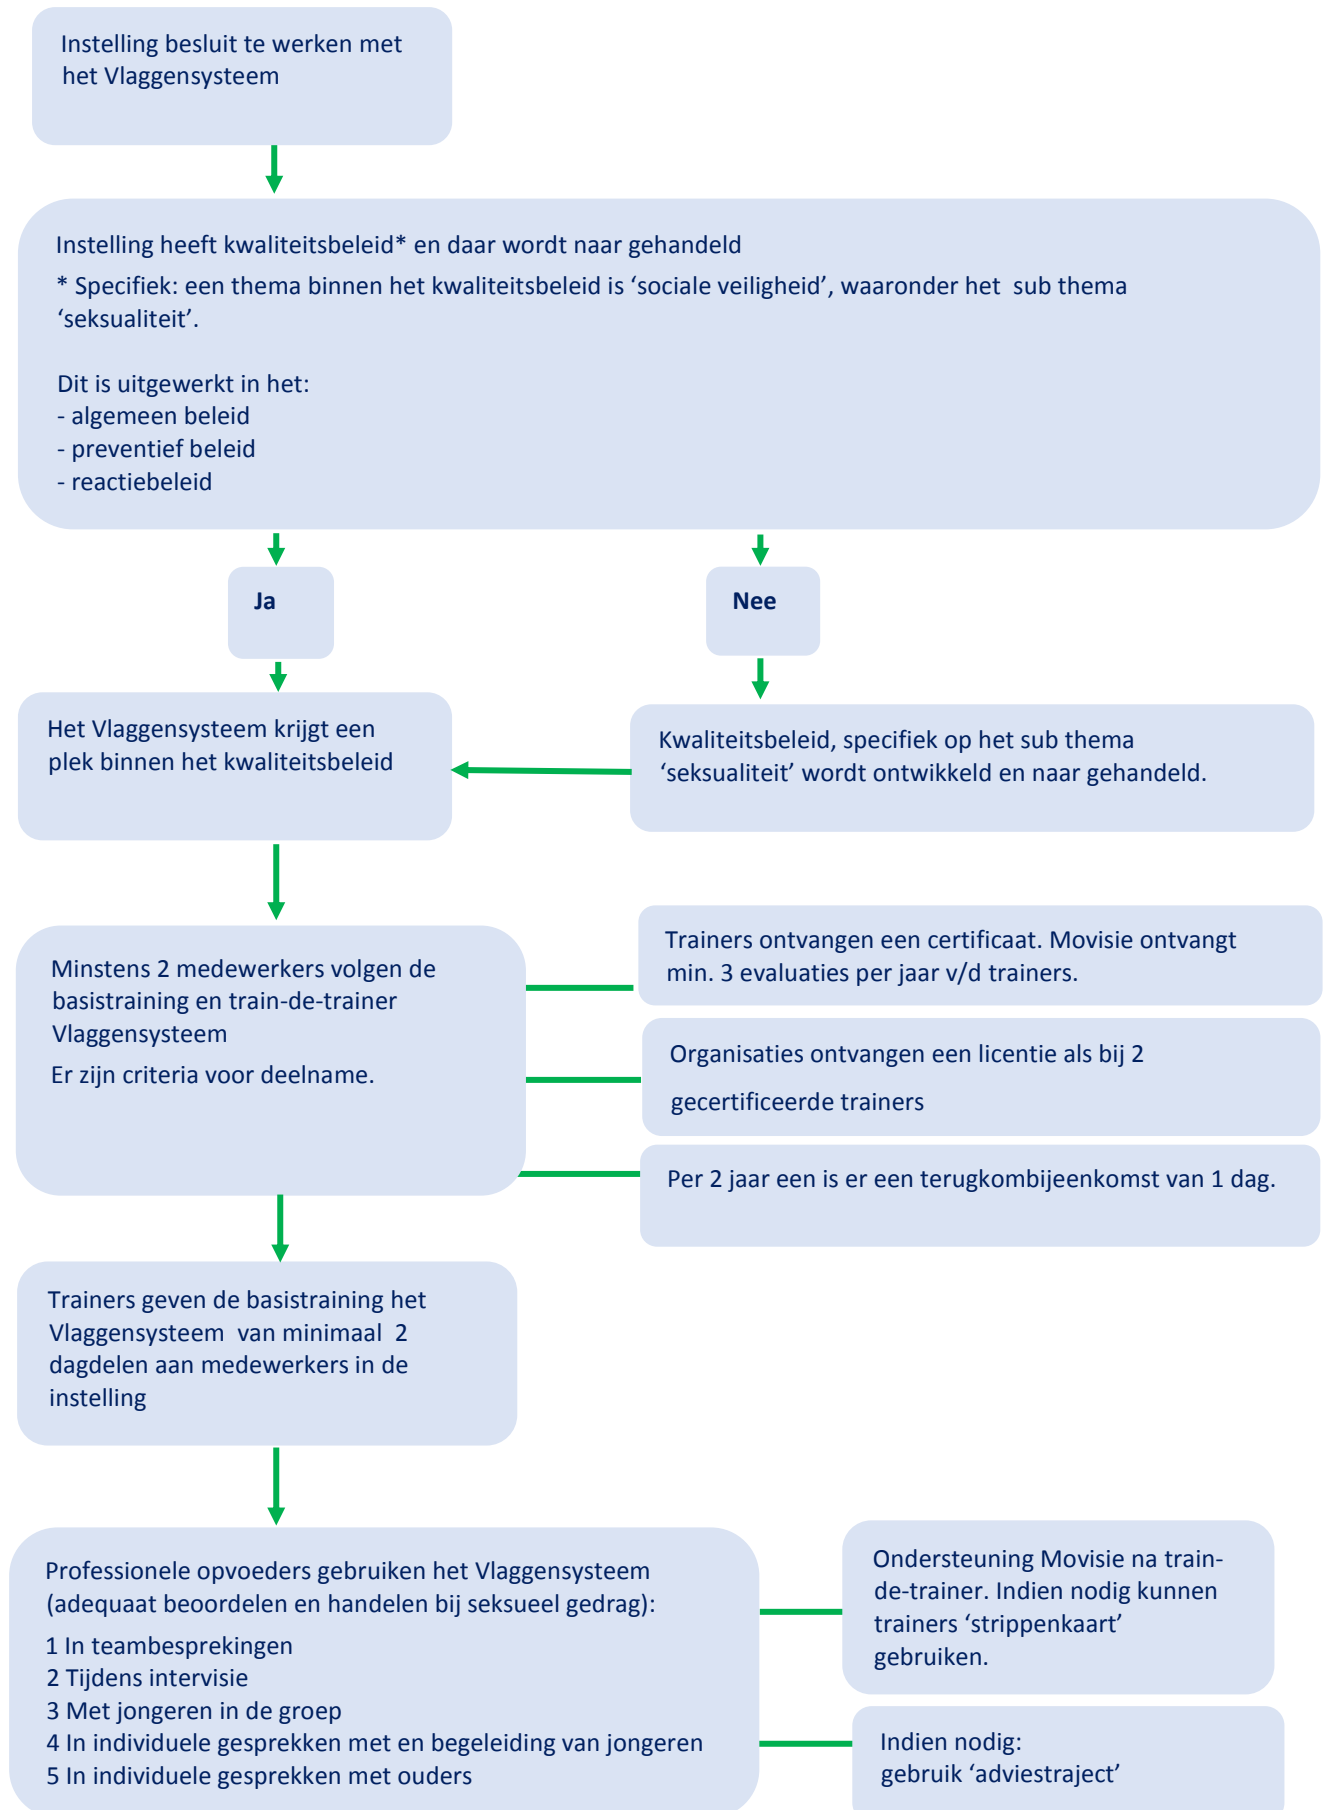 Instelling besluit te werken met
het Vlaggensysteem
Instelling heeft kwaliteitsbeleid* en daar wordt naar gehandeld
* Specifiek: een thema binnen het kwaliteitsbeleid is ‘sociale veiligheid’, waaronder het sub thema
‘seksualiteit’.
Dit is uitgewerkt in het:
- algemeen beleid
- preventief beleid
- reactiebeleid
Ja
Nee
Het Vlaggensysteem krijgt een
plek binnen het kwaliteitsbeleid
Kwaliteitsbeleid, specifiek op het sub thema
‘seksualiteit’ wordt ontwikkeld en naar gehandeld.
Minstens 2 medewerkers volgen de
basistraining en train-de-trainer
Vlaggensysteem
Er zijn criteria voor deelname.
Trainers ontvangen een certificaat. Movisie ontvangt
min. 3 evaluaties per jaar v/d trainers.
Organisaties ontvangen een licentie als bij 2
gecertificeerde trainers
Per 2 jaar een is er een terugkombijeenkomst van 1 dag.
Trainers geven de basistraining het
Vlaggensysteem van minimaal 2
dagdelen aan medewerkers in de
instelling
Professionele opvoeders gebruiken het Vlaggensysteem
(adequaat beoordelen en handelen bij seksueel gedrag):
1 In teambesprekingen
2 Tijdens intervisie
3 Met jongeren in de groep
4 In individuele gesprekken met en begeleiding van jongeren
5 In individuele gesprekken met ouders
Ondersteuning Movisie na train-
de-trainer. Indien nodig kunnen
trainers ‘strippenkaart’
gebruiken.
Indien nodig:
gebruik ‘adviestraject’